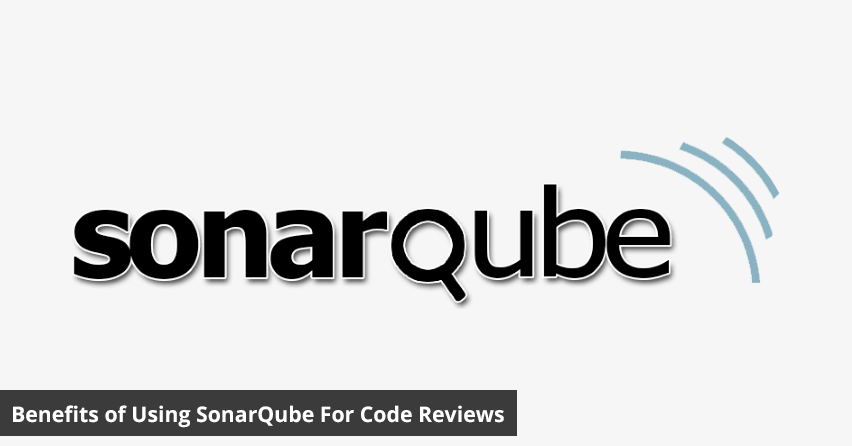 sonarqube
Benefits of Using SonarQube For Code Reviews